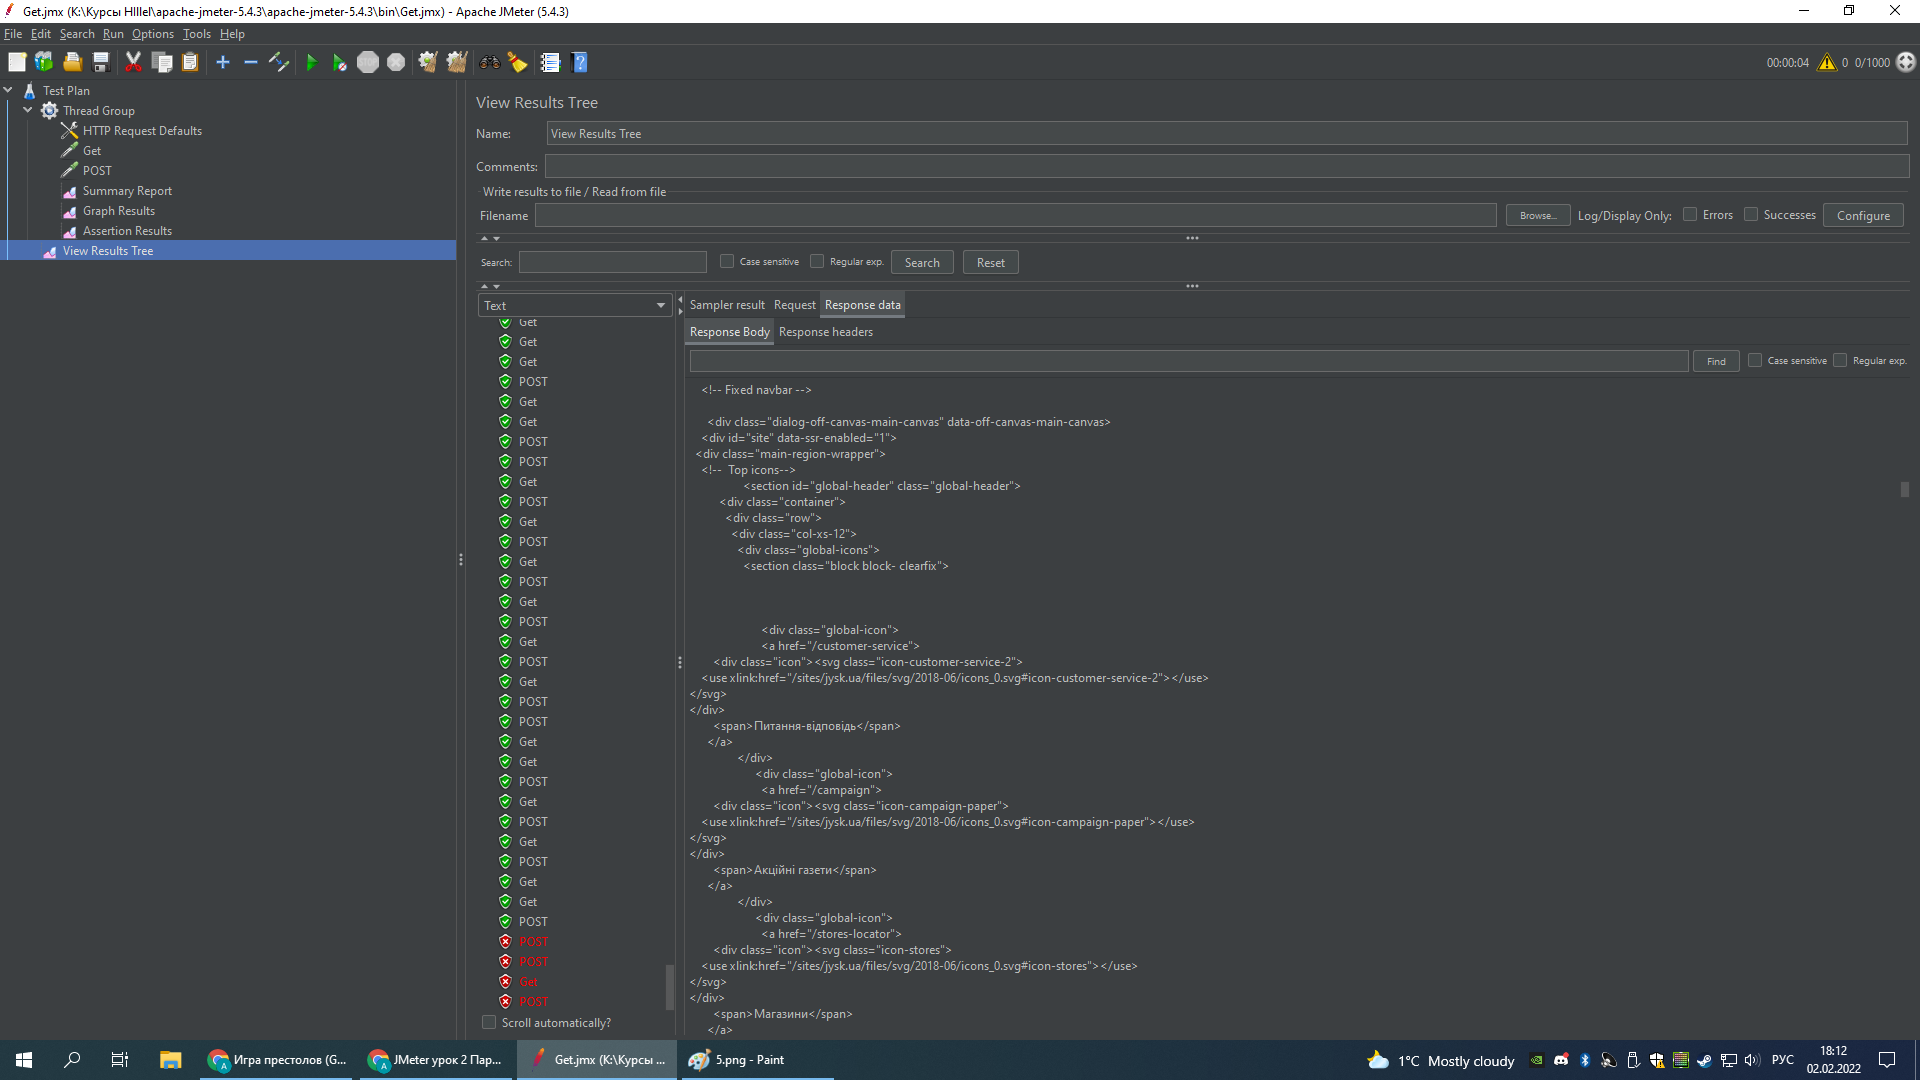 Get.jmx (K:\Курсы HIllel\apache-jmeter-5.4.3\apache-jmeter-5.4.3\bin\Get.jmx) - Apache JMeter (5.4.3)
File Edit Search Run Options Tools Help
00:00:04 0 0/1000
Test Plan
Thread Group
HTTP Request Defaults
Get
POST
Summary Report
Graph Results
Assertion Results
View Results Tree
View Results Tree
Name: View Results Tree
Comments:
Write results to file / Read from file
Filename Browse... Log/Display Only: Errors Successes Configure
Search: Case sensitive Regular exp. Search Reset
Text
Get
Get
Get
POST
Get
Get
POST
POST
Get
POST
Get
POST
Get
POST
Get
POST
Get
POST
Get
POST
POST
Get
Get
POST
Get
POST
Get
POST
Get
Get
POST
POST
POST
Get
POST
Scroll automatically?
Sampler result Request Response data
Response Body Response headers
Find Case sensitive Regular exp.
<!-- Fixed navbar -->
<div class="dialog-off-canvas-main-canvas" data-off-canvas-main-canvas>
<div id="site" data-ssr-enabled="1">
<div class="main-region-wrapper">
<!-- Top icons-->
<section id="global-header" class="global-header">
<div class="container">
<div class="row">
<div class="col-xs-12">
<div class="global-icons">
<section class="block block- clearfix">
<div class="global-icon">
<a href="/customer-service">
<div class="icon"><svg class="icon-customer-service-2">
<use xlink:href="/sites/jysk.ua/files/svg/2018-06/icons_0.svg#icon-customer-service-2"></use>
</svg>
</div>
<span>Питання-відповідь</span>
</a>
</div>
<div class="global-icon">
<a href="/campaign">
<div class="icon"><svg class="icon-campaign-paper">
<use xlink:href="/sites/jysk.ua/files/svg/2018-06/icons_0.svg#icon-campaign-paper"></use>
</svg>
</div>
<span>Акційні газети</span>
</a>
</div>
<div class="global-icon">
<a href="/stores-locator">
<div class="icon"><svg class="icon-stores">
<use xlink:href="/sites/jysk.ua/files/svg/2018-06/icons_0.svg#icon-stores"></use>
</svg>
</div>
<span>Магазини</span>
</a>
Игра престолов (G... JMeter урок 2 Пар... Get.jmx (K:\Курсы ... 5.png - Paint
1°C Mostly cloudy РУС 18:12
02.02.2022